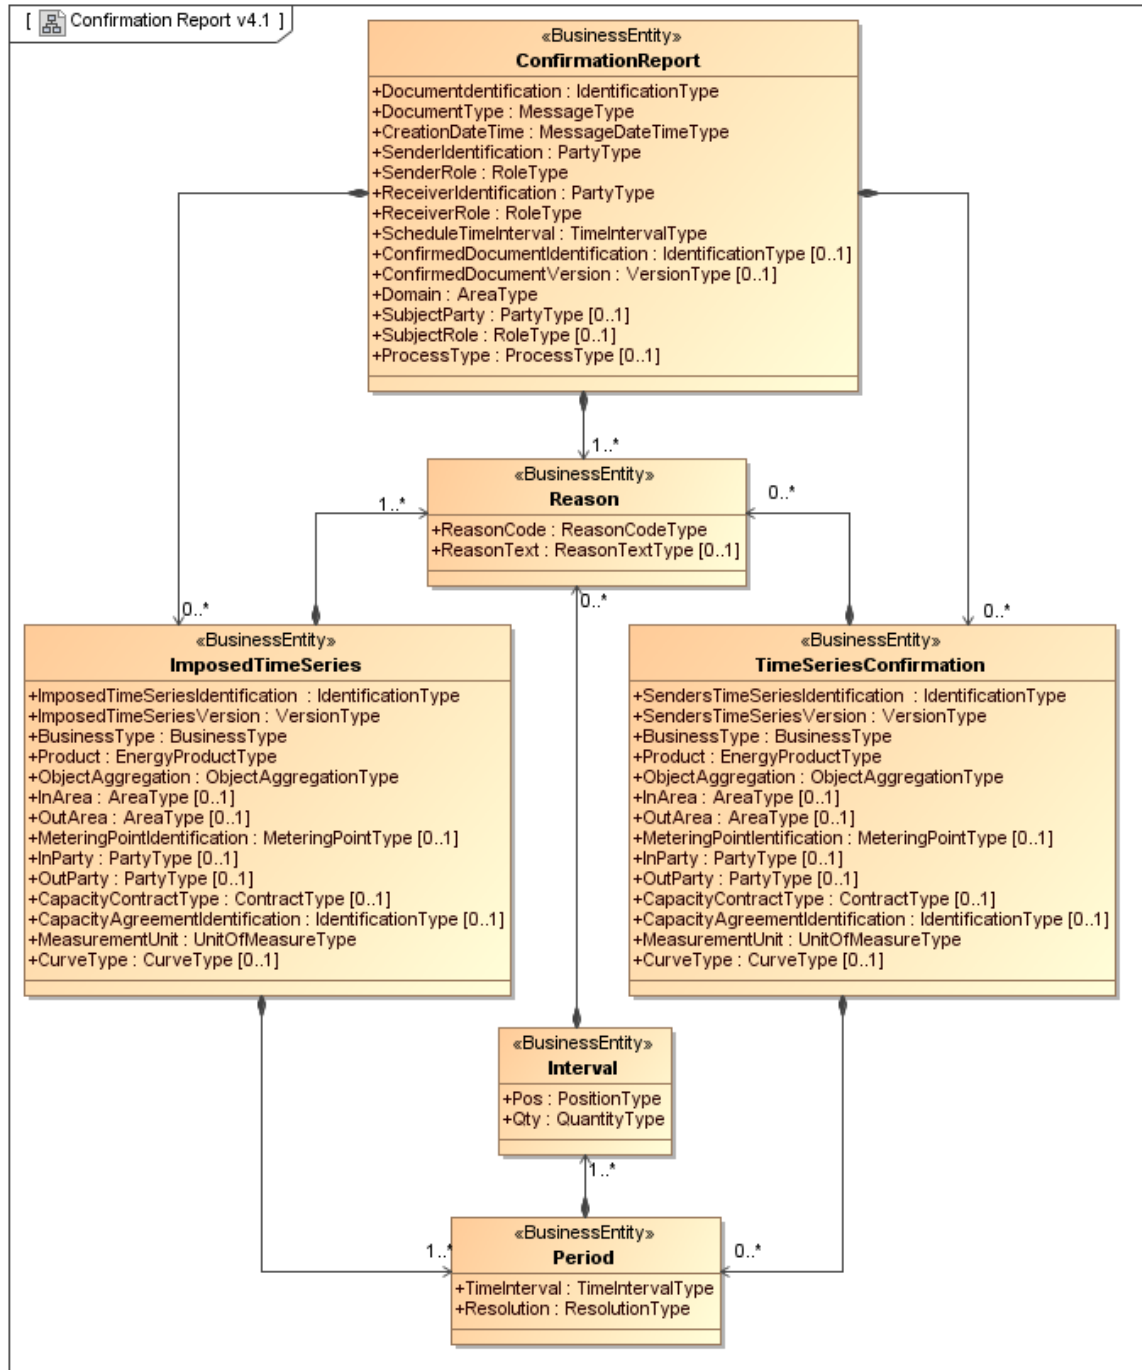 [ Confirmation Report v4.1 ]
«BusinessEntity»
ConfirmationReport
+Documentdentification : IdentificationType
+DocumentType : MessageType
+CreationDateTime : MessageDateTimeType
+SenderIdentification : PartyType
+SenderRole : RoleType
+ReceiverIdentification : PartyType
+ReceiverRole : RoleType
+ScheduleTimeInterval : TimeIntervalType
+ConfirmedDocumentIdentification : IdentificationType [0..1]
+ConfirmedDocumentVersion : VersionType [0..1]
+Domain : AreaType
+SubjectParty : PartyType [0..1]
+SubjectRole : RoleType [0..1]
+ProcessType : ProcessType [0..1]
1..*
«BusinessEntity»
Reason
+ReasonCode : ReasonCodeType
+ReasonText : ReasonTextType [0..1]
1..*
0..*
0..*
0..*
0..*
«BusinessEntity»
ImposedTimeSeries
+ImposedTimeSeriesIdentification : IdentificationType
+ImposedTimeSeriesVersion : VersionType
+BusinessType : BusinessType
+Product : EnergyProductType
+ObjectAggregation : ObjectAggregationType
+InArea : AreaType [0..1]
+OutArea : AreaType [0..1]
+MeteringPointIdentification : MeteringPointType [0..1]
+InParty : PartyType [0..1]
+OutParty : PartyType [0..1]
+CapacityContractType : ContractType [0..1]
+CapacityAgreementIdentification : IdentificationType [0..1]
+MeasurementUnit : UnitOfMeasureType
+CurveType : CurveType [0..1]
«BusinessEntity»
TimeSeriesConfirmation
+SendersTimeSeriesIdentification : IdentificationType
+SendersTimeSeriesVersion : VersionType
+BusinessType : BusinessType
+Product : EnergyProductType
+ObjectAggregation : ObjectAggregationType
+InArea : AreaType [0..1]
+OutArea : AreaType [0..1]
+MeteringPointIentification : MeteringPointType [0..1]
+InParty : PartyType [0..1]
+OutParty : PartyType [0..1]
+CapacityContractType : ContractType [0..1]
+CapacityAgreementIdentification : IdentificationType [0..1]
+MeasurementUnit : UnitOfMeasureType
+CurveType : CurveType [0..1]
«BusinessEntity»
Interval
+Pos : PositionType
+Qty : QuantityType
1..*
«BusinessEntity»
Period
+TimeInterval : TimeIntervalType
+Resolution : ResolutionType
1..*
0..*